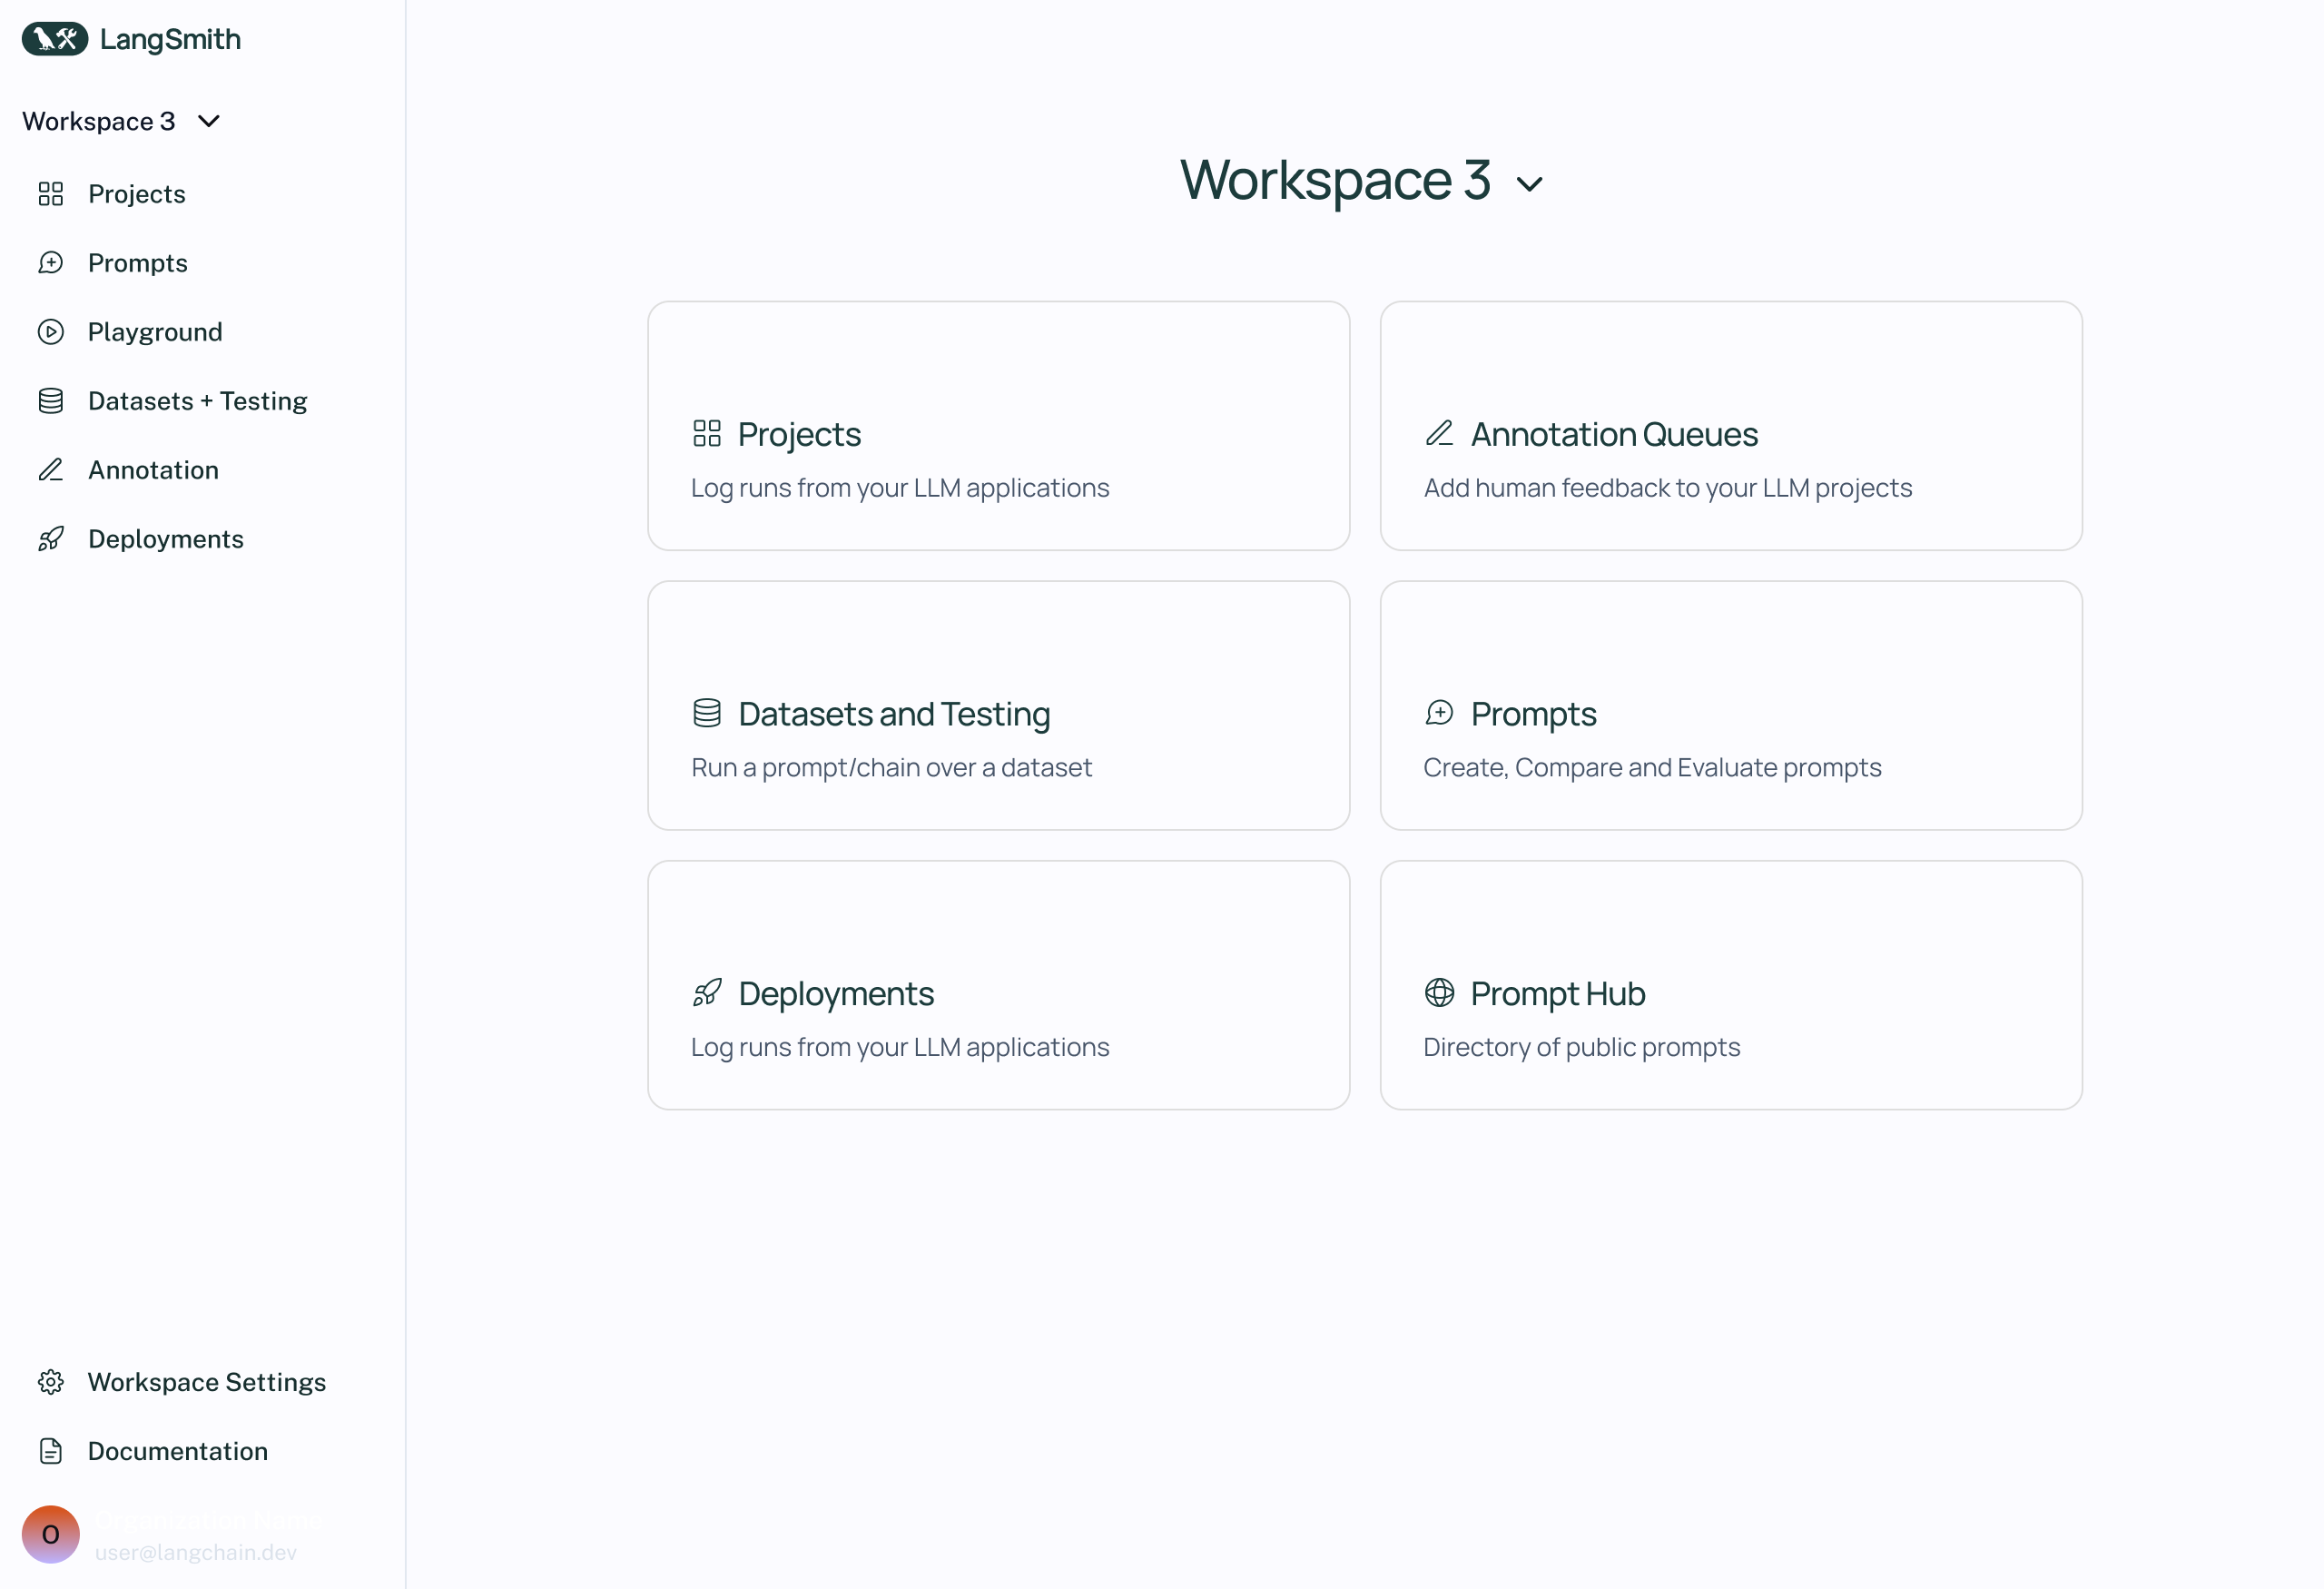 LangSmith
Workspace 3
Projects
Prompts
Playground
Datasets + Testing
Annotation
Deployments
Workspace Settings
Documentation
O
user@langchain.dev
Workspace 3
Projects
Log runs from your LLM applications
Annotation Queues
Add human feedback to your LLM projects
Datasets and Testing
Run a prompt/chain over a dataset
Prompts
Create, Compare and Evaluate prompts
Deployments
Log runs from your LLM applications
Prompt Hub
Directory of public prompts